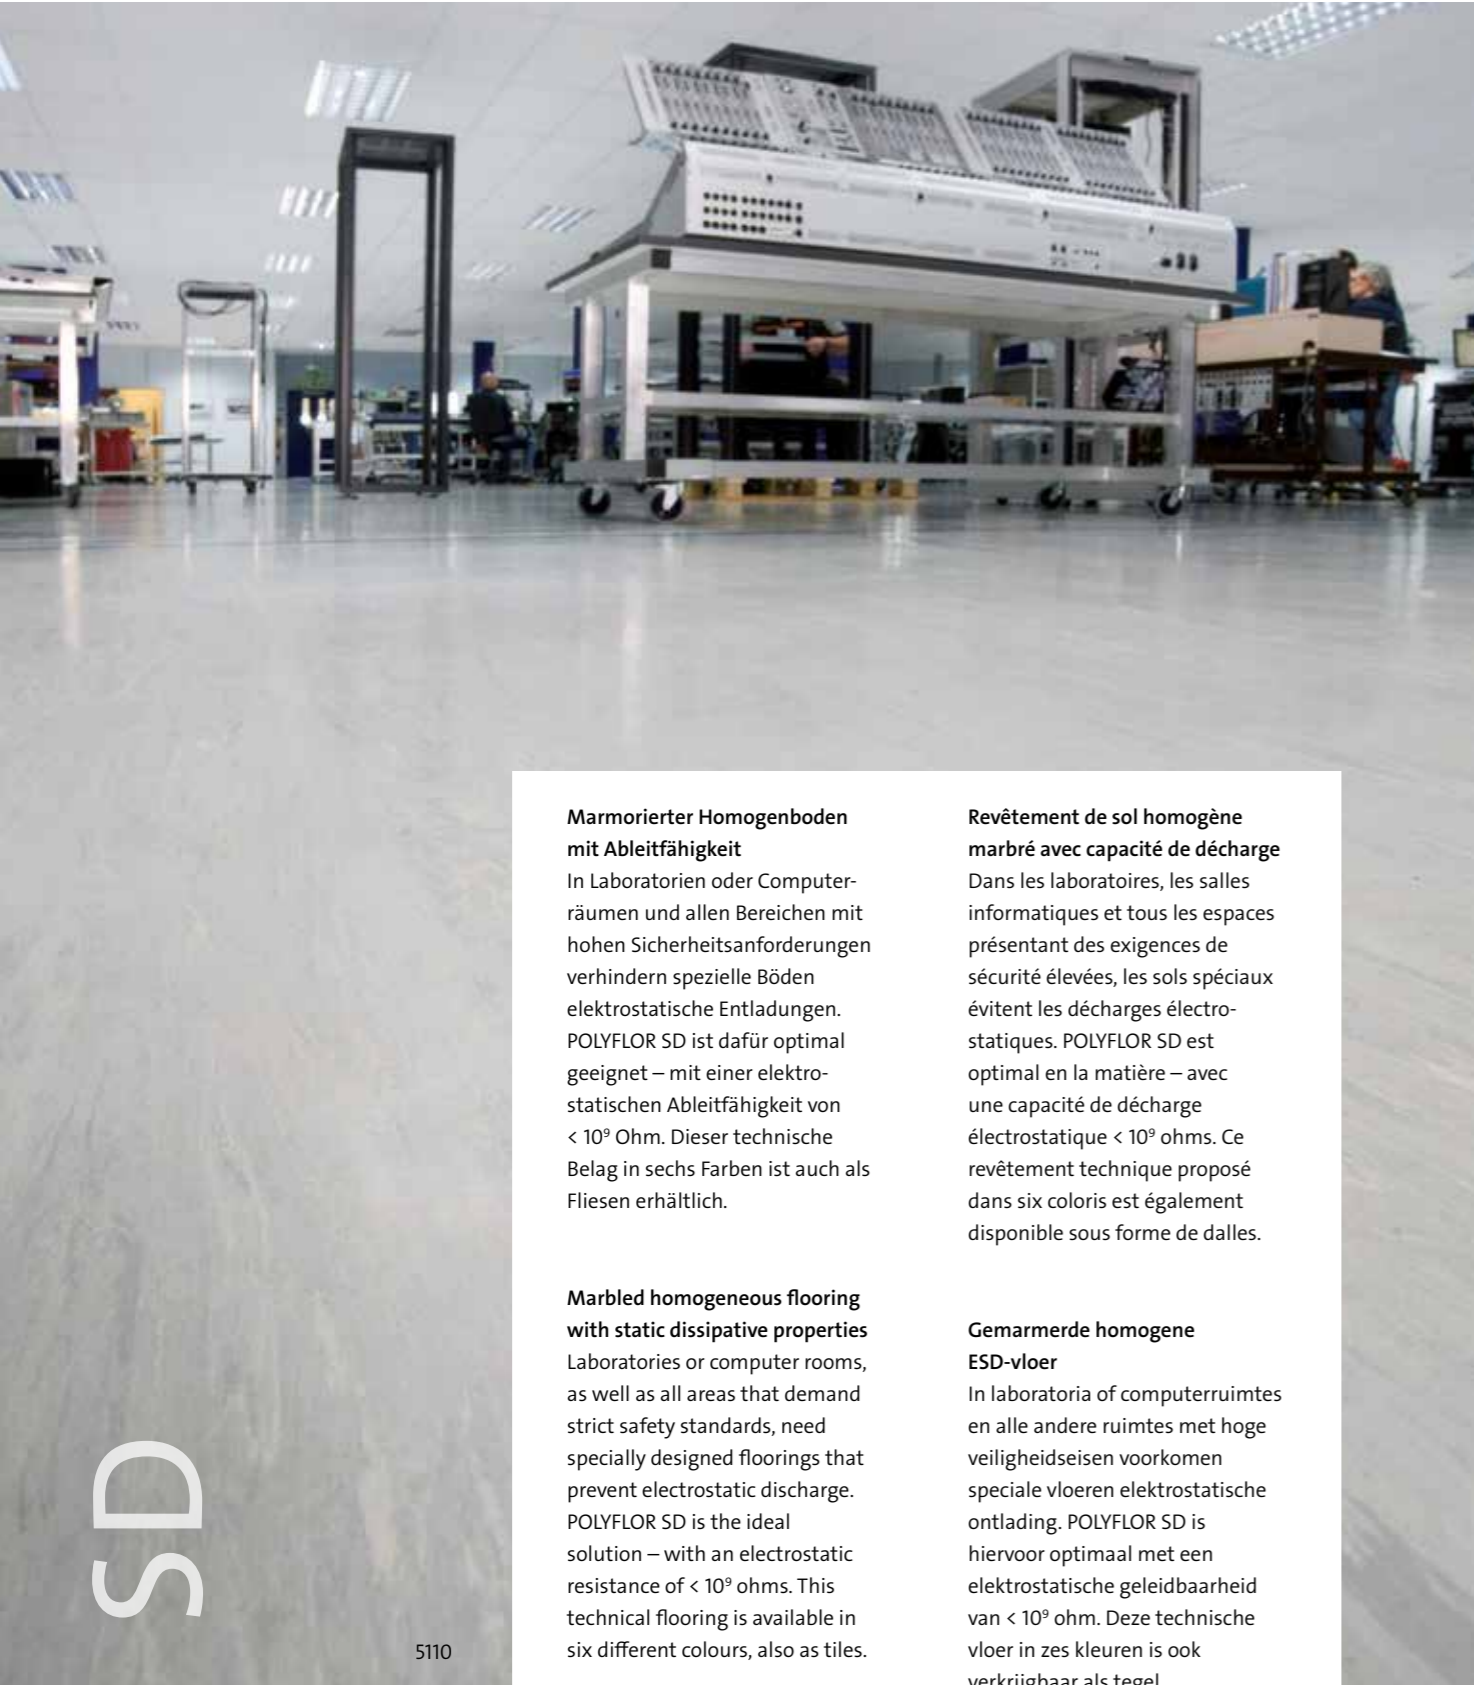 Marmorierter Homogenboden
mit Ableitfähigkeit
In Laboratorien oder Computer-
räumen und allen Bereichen mit
hohen Sicherheitsanforderungen
verhindern spezielle Böden
elektrostatische Entladungen.
POLYFLOR SD ist dafür optimal
geeignet – mit einer elektro-
statischen Ableitfähigkeit von
< 10⁹ Ohm. Dieser technische
Belag in sechs Farben ist auch als
Fliesen erhältlich.
Marbled homogeneous flooring
with static dissipative properties
Laboratories or computer rooms,
as well as all areas that demand
strict safety standards, need
specially designed floorings that
prevent electrostatic discharge.
POLYFLOR SD is the ideal
solution – with an electrostatic
resistance of < 10⁹ ohms. This
technical flooring is available in
six different colours, also as tiles.
Revêtement de sol homogène
marbré avec capacité de décharge
Dans les laboratoires, les salles
informatiques et tous les espaces
présentant des exigences de
sécurité élevées, les sols spéciaux
évitent les décharges électro-
statiques. POLYFLOR SD est
optimal en la matière – avec
une capacité de décharge
électrostatique < 10⁹ ohms. Ce
revêtement technique proposé
dans six coloris est également
disponible sous forme de dalles.
Gemarmerde homogene
ESD-vloer
In laboratoria of computerruimtes
en alle andere ruimtes met hoge
veiligheidseisen voorkomen
speciale vloeren elektrostatische
ontlading. POLYFLOR SD is
hiervoor optimaal met een
elektrostatische geleidbaarheid
van < 10⁹ ohm. Deze technische
vloer in zes kleuren is ook
verkrijgbaar als tegel
SD
5110